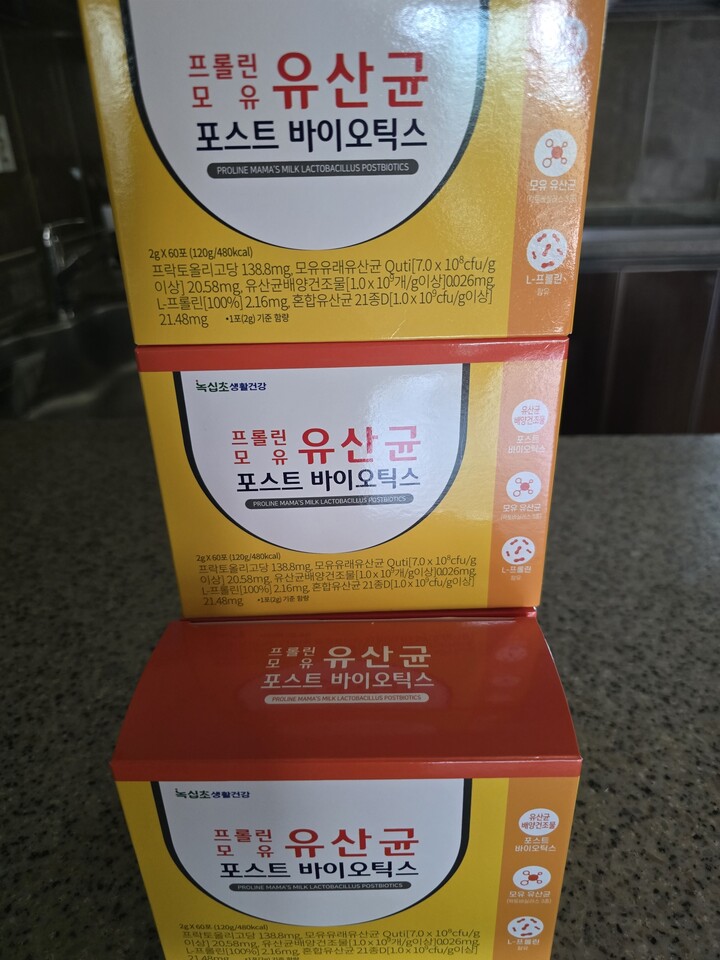 프롤린
모 유
유산균
포스트 바이오틱스
PROLINE MAMA'S MILK LACTOBACILLUS POSTBIOTICS
모유 유산균
L-프롤린
함유
2g X 60포 (120g/480kcal)
프락토올리고당 138.8mg, 모유유래유산균 Quti[7.0 x 10⁸cfu/g
이상] 20.58mg, 유산균배양건조물[1.0 x 10⁹개/g이상]0.026mg,
L-프롤린[100%] 2.16mg, 혼합유산균 21종D[1.0 x 10⁹cfu/g이상]
21.48mg •1포(2g) 기준 함량
녹십초생활건강
프롤린
모 유
유산균
포스트 바이오틱스
PROLINE MAMA'S MILK LACTOBACILLUS POSTBIOTICS
유산균
배양건조물
포스트
바이오틱스
모유 유산균
L-프롤린
함유
2g X 60포 (120g/480kcal)
프락토올리고당 138.8mg, 모유유래유산균 Quti[7.0 x 10⁸cfu/g
이상] 20.58mg, 유산균배양건조물[1.0 x 10⁹개/g이상]0.026mg,
L-프롤린[100%] 2.16mg, 혼합유산균 21종D[1.0 x 10⁹cfu/g이상]
21.48mg •1포(2g) 기준 함량
프롤린
모 유
유산균
포스트 바이오틱스
PROLINE MAMA'S MILK LACTOBACILLUS POSTBIOTICS
녹십초생활건강
프롤린
모 유
유산균
포스트 바이오틱스
PROLINE MAMA'S MILK LACTOBACILLUS POSTBIOTICS
유산균
배양건조물
포스트
바이오틱스
모유 유산균
L-프롤린
함유
2g X 60포 (120g/480kcal)
프락토올리고당 138.8mg, 모유유래유산균 Quti[7.0 x 10⁸cfu/g
이상] 20.58mg, 유산균배양건조물[1.0 x 10⁹개/g이상]0.026mg,
L-프롤린[100%] 2.16mg, 혼합유산균 21종D[1.0 x 10⁹cfu/g이상]